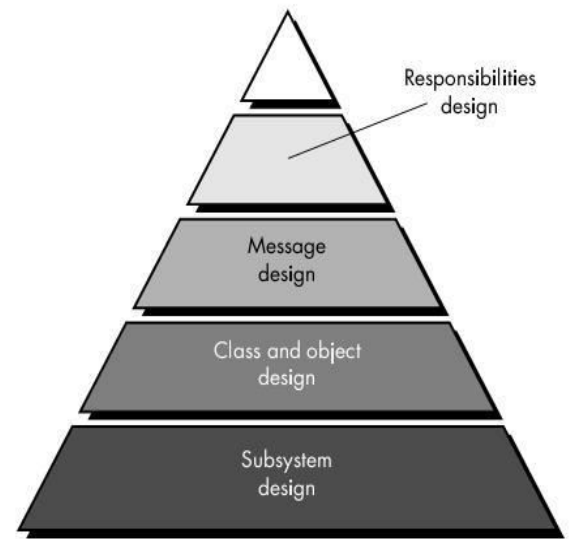 Responsibilities
design
Message
design
Class and object
design
Subsystem
design